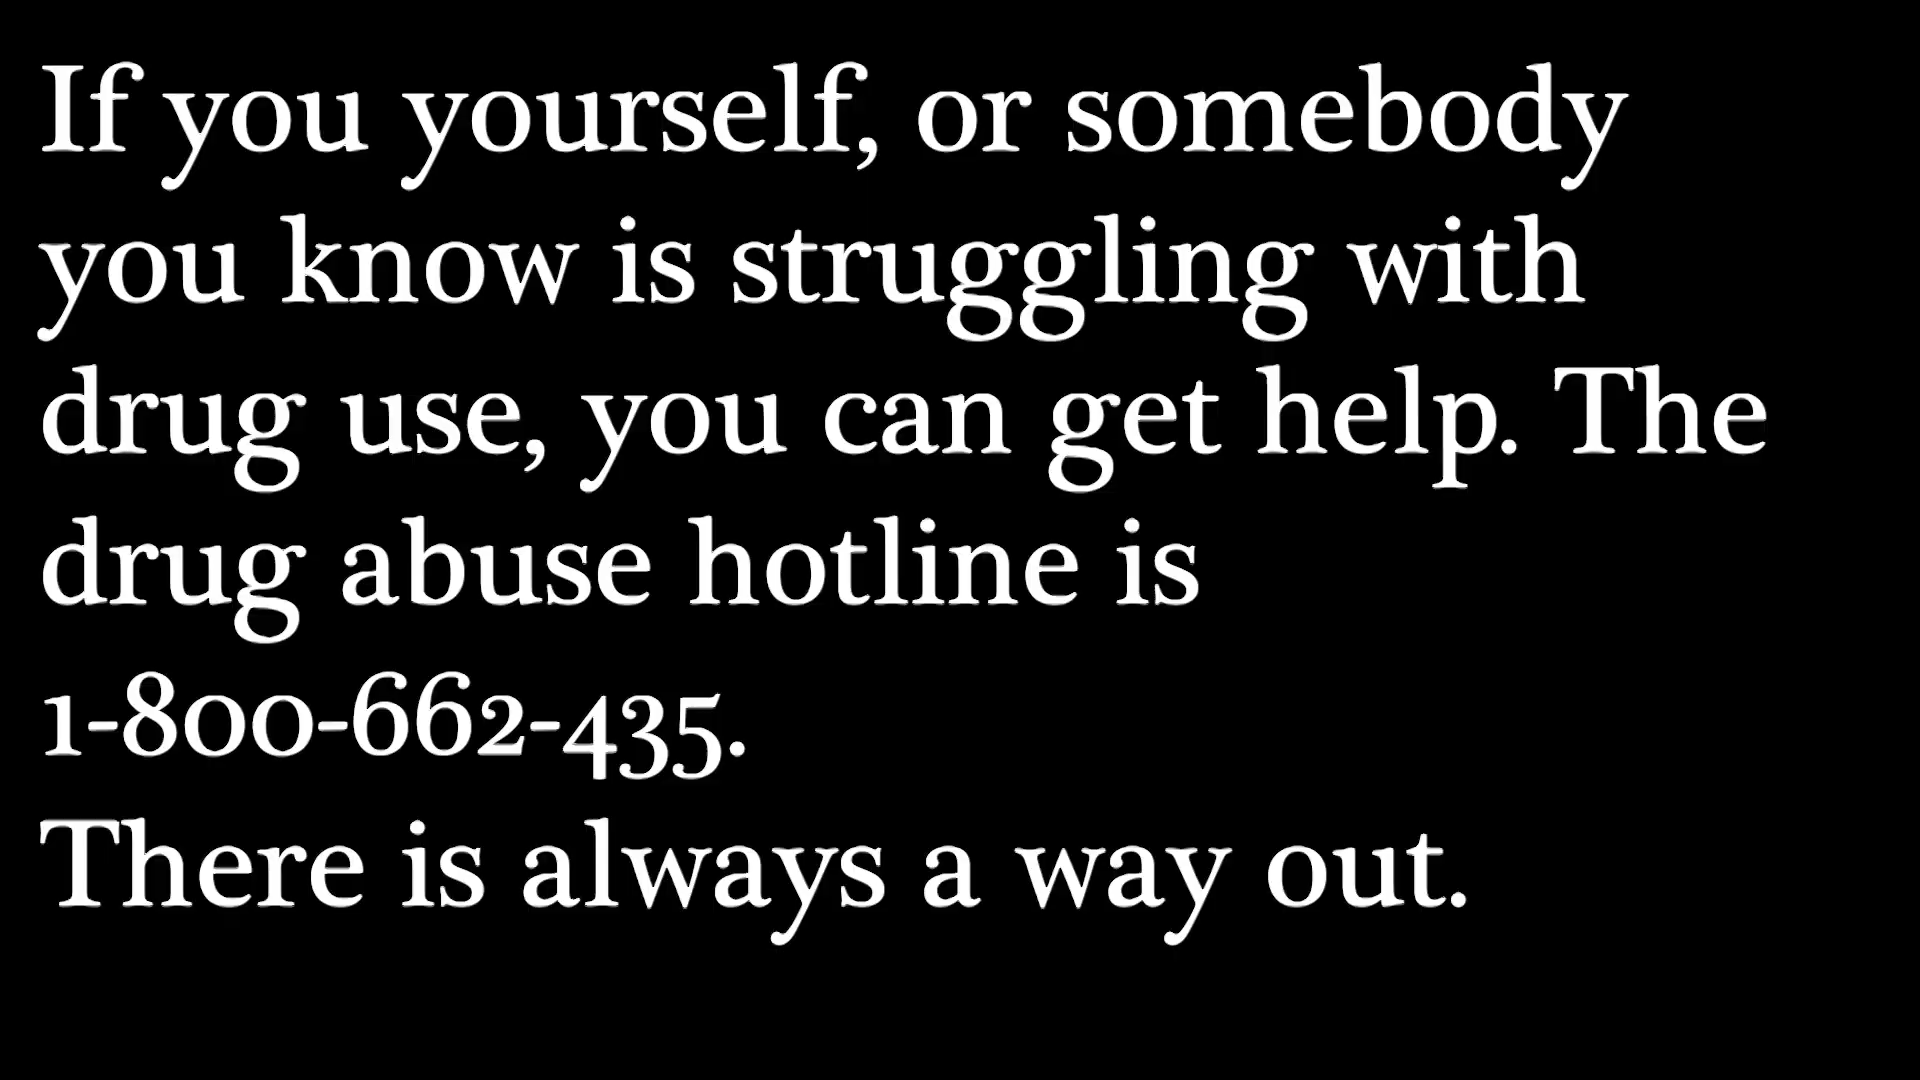 If you yourself, or somebody
you know is struggling with
drug use, you can get help. The
drug abuse hotline is
1-800-662-435.
There is always a way out.